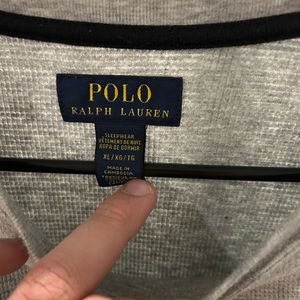 POLO
RALPH LAUREN
SLEEPWEAR
VÊTEMENT DE NUIT
ROPA DE DORMIR
XL/XG/TG
MADE IN
CAMBODIA